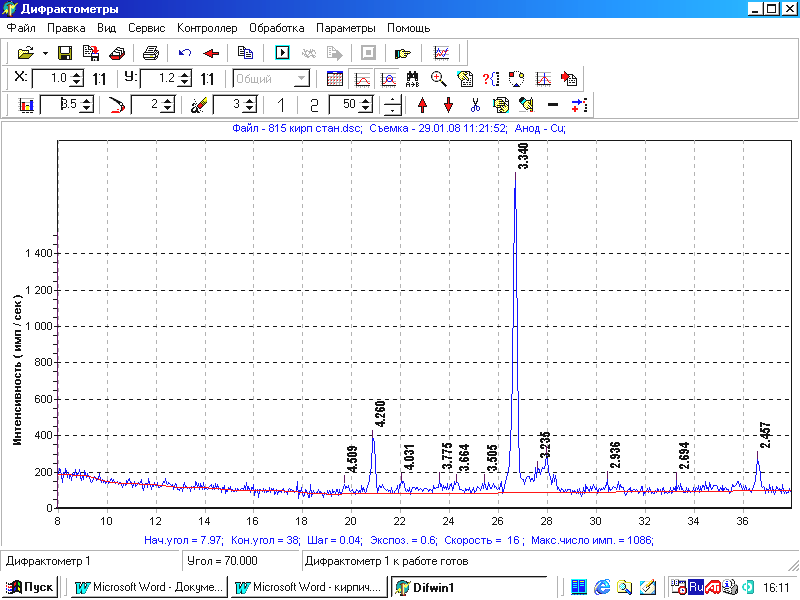 Дифрактометры
Файл Правка Вид Сервис Контроллер Обработка Параметры Помощь
X: 1.0 1:1 У: 1.2 1:1 Общий
3.5 2 3 1 2 50
Файл - 815 кирп стан.dsc; Съемка - 29.01.08 11:21:52; Анод - Cu;
Интенсивность ( имп / сек )
1 400
1 200
1 000
800
600
400
200
0
4.509 4.260 4.031 3.775 3.664 3.505 3.340 3.235 2.936 2.694 2.457
8 10 12 14 16 18 20 22 24 26 28 30 32 34 36
Нач.угол = 7.97; Кон.угол = 38; Шаг = 0.04; Экспоз. = 0.6; Скорость = 16 ; Макс.число имп. = 1086;
Дифрактометр 1 Угол = 70.000 Дифрактометр 1 к работе готов
Пуск Microsoft Word - Докуме... Microsoft Word - кирпич.... Difwin1 Ru 16:11